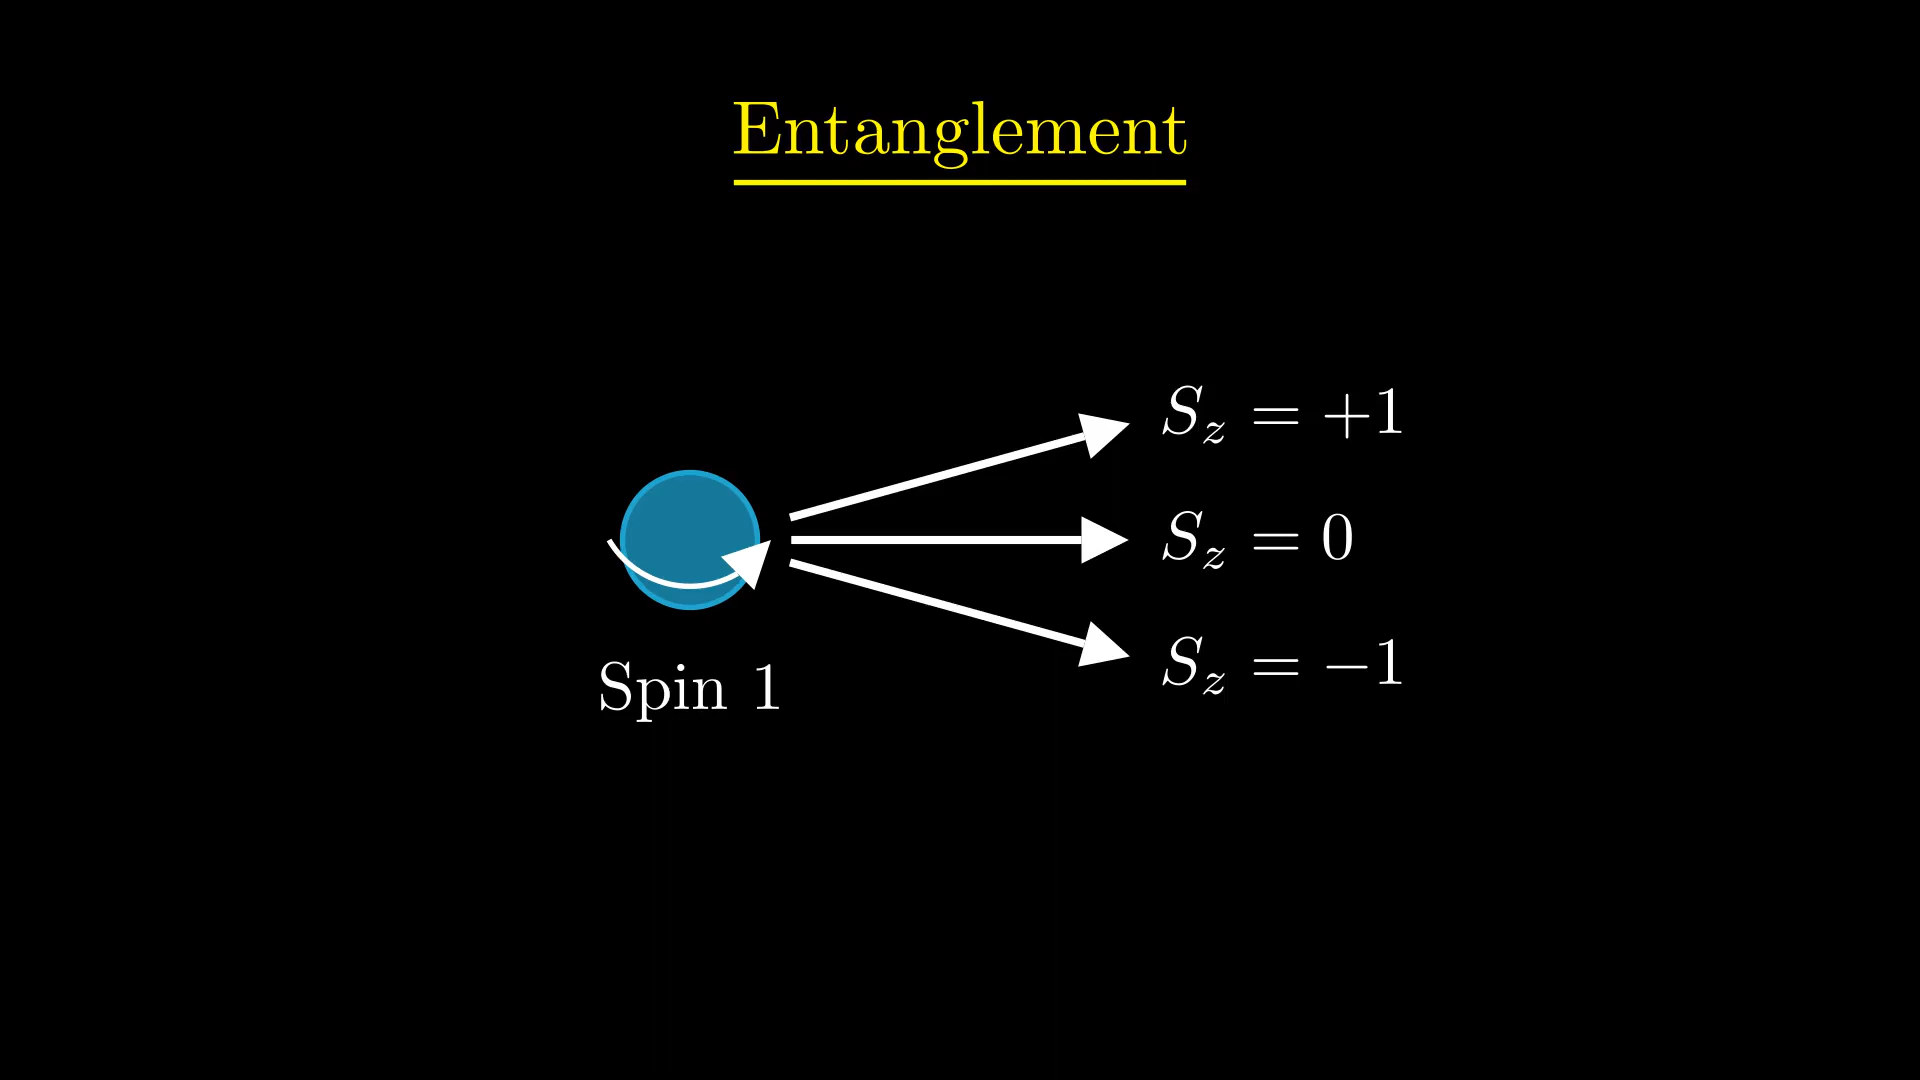 Entanglement
S_z = +1
S_z = 0
S_z = −1
Spin 1